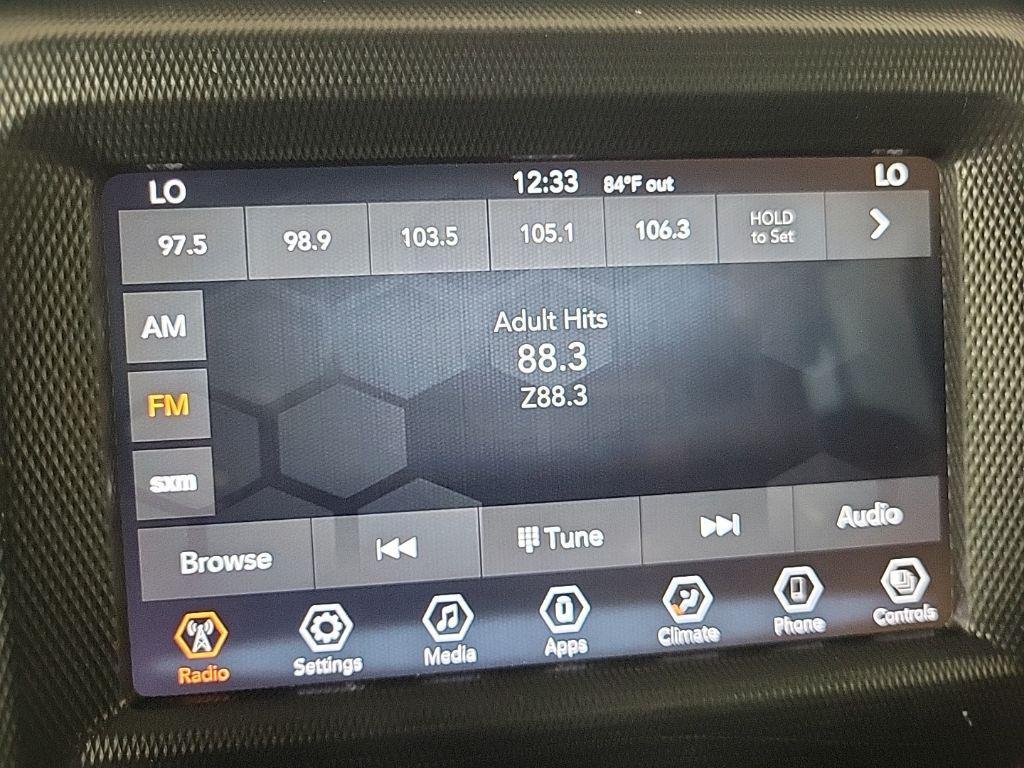 LO 12:33 84°F out LO
97.5 98.9 103.5 105.1 106.3 HOLD
to Set
AM
Adult Hits
88.3
Z88.3
FM
sxm
Browse Tune Audio
Radio Settings Media Apps Climate Phone Controls